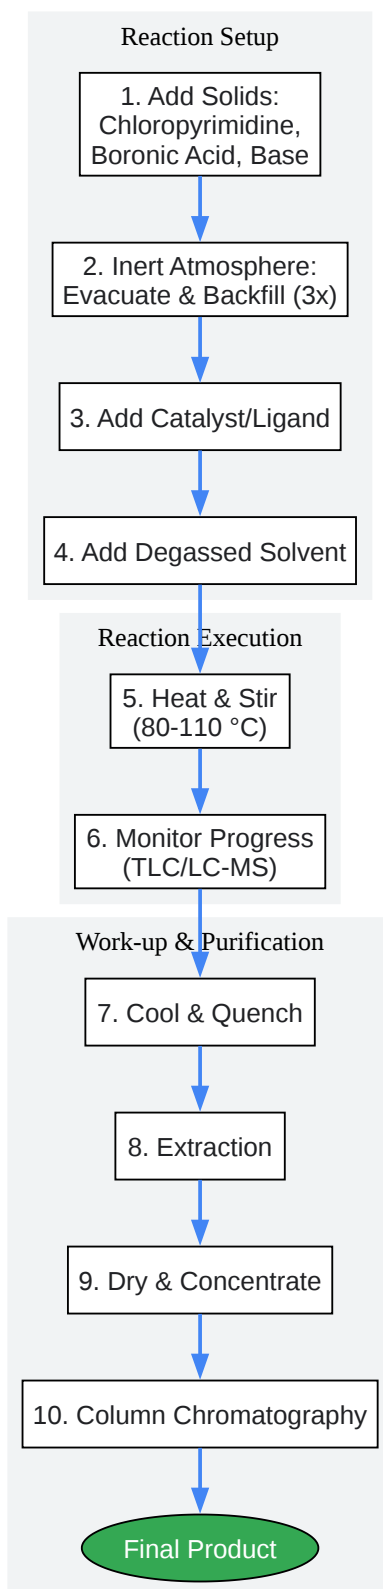 Reaction Setup
1. Add Solids:
Chloropyrimidine,
Boronic Acid, Base
2. Inert Atmosphere:
Evacuate & Backfill (3x)
3. Add Catalyst/Ligand
4. Add Degassed Solvent
Reaction Execution
5. Heat & Stir
(80-110 °C)
6. Monitor Progress
(TLC/LC-MS)
Work-up & Purification
7. Cool & Quench
8. Extraction
9. Dry & Concentrate
10. Column Chromatography
Final Product